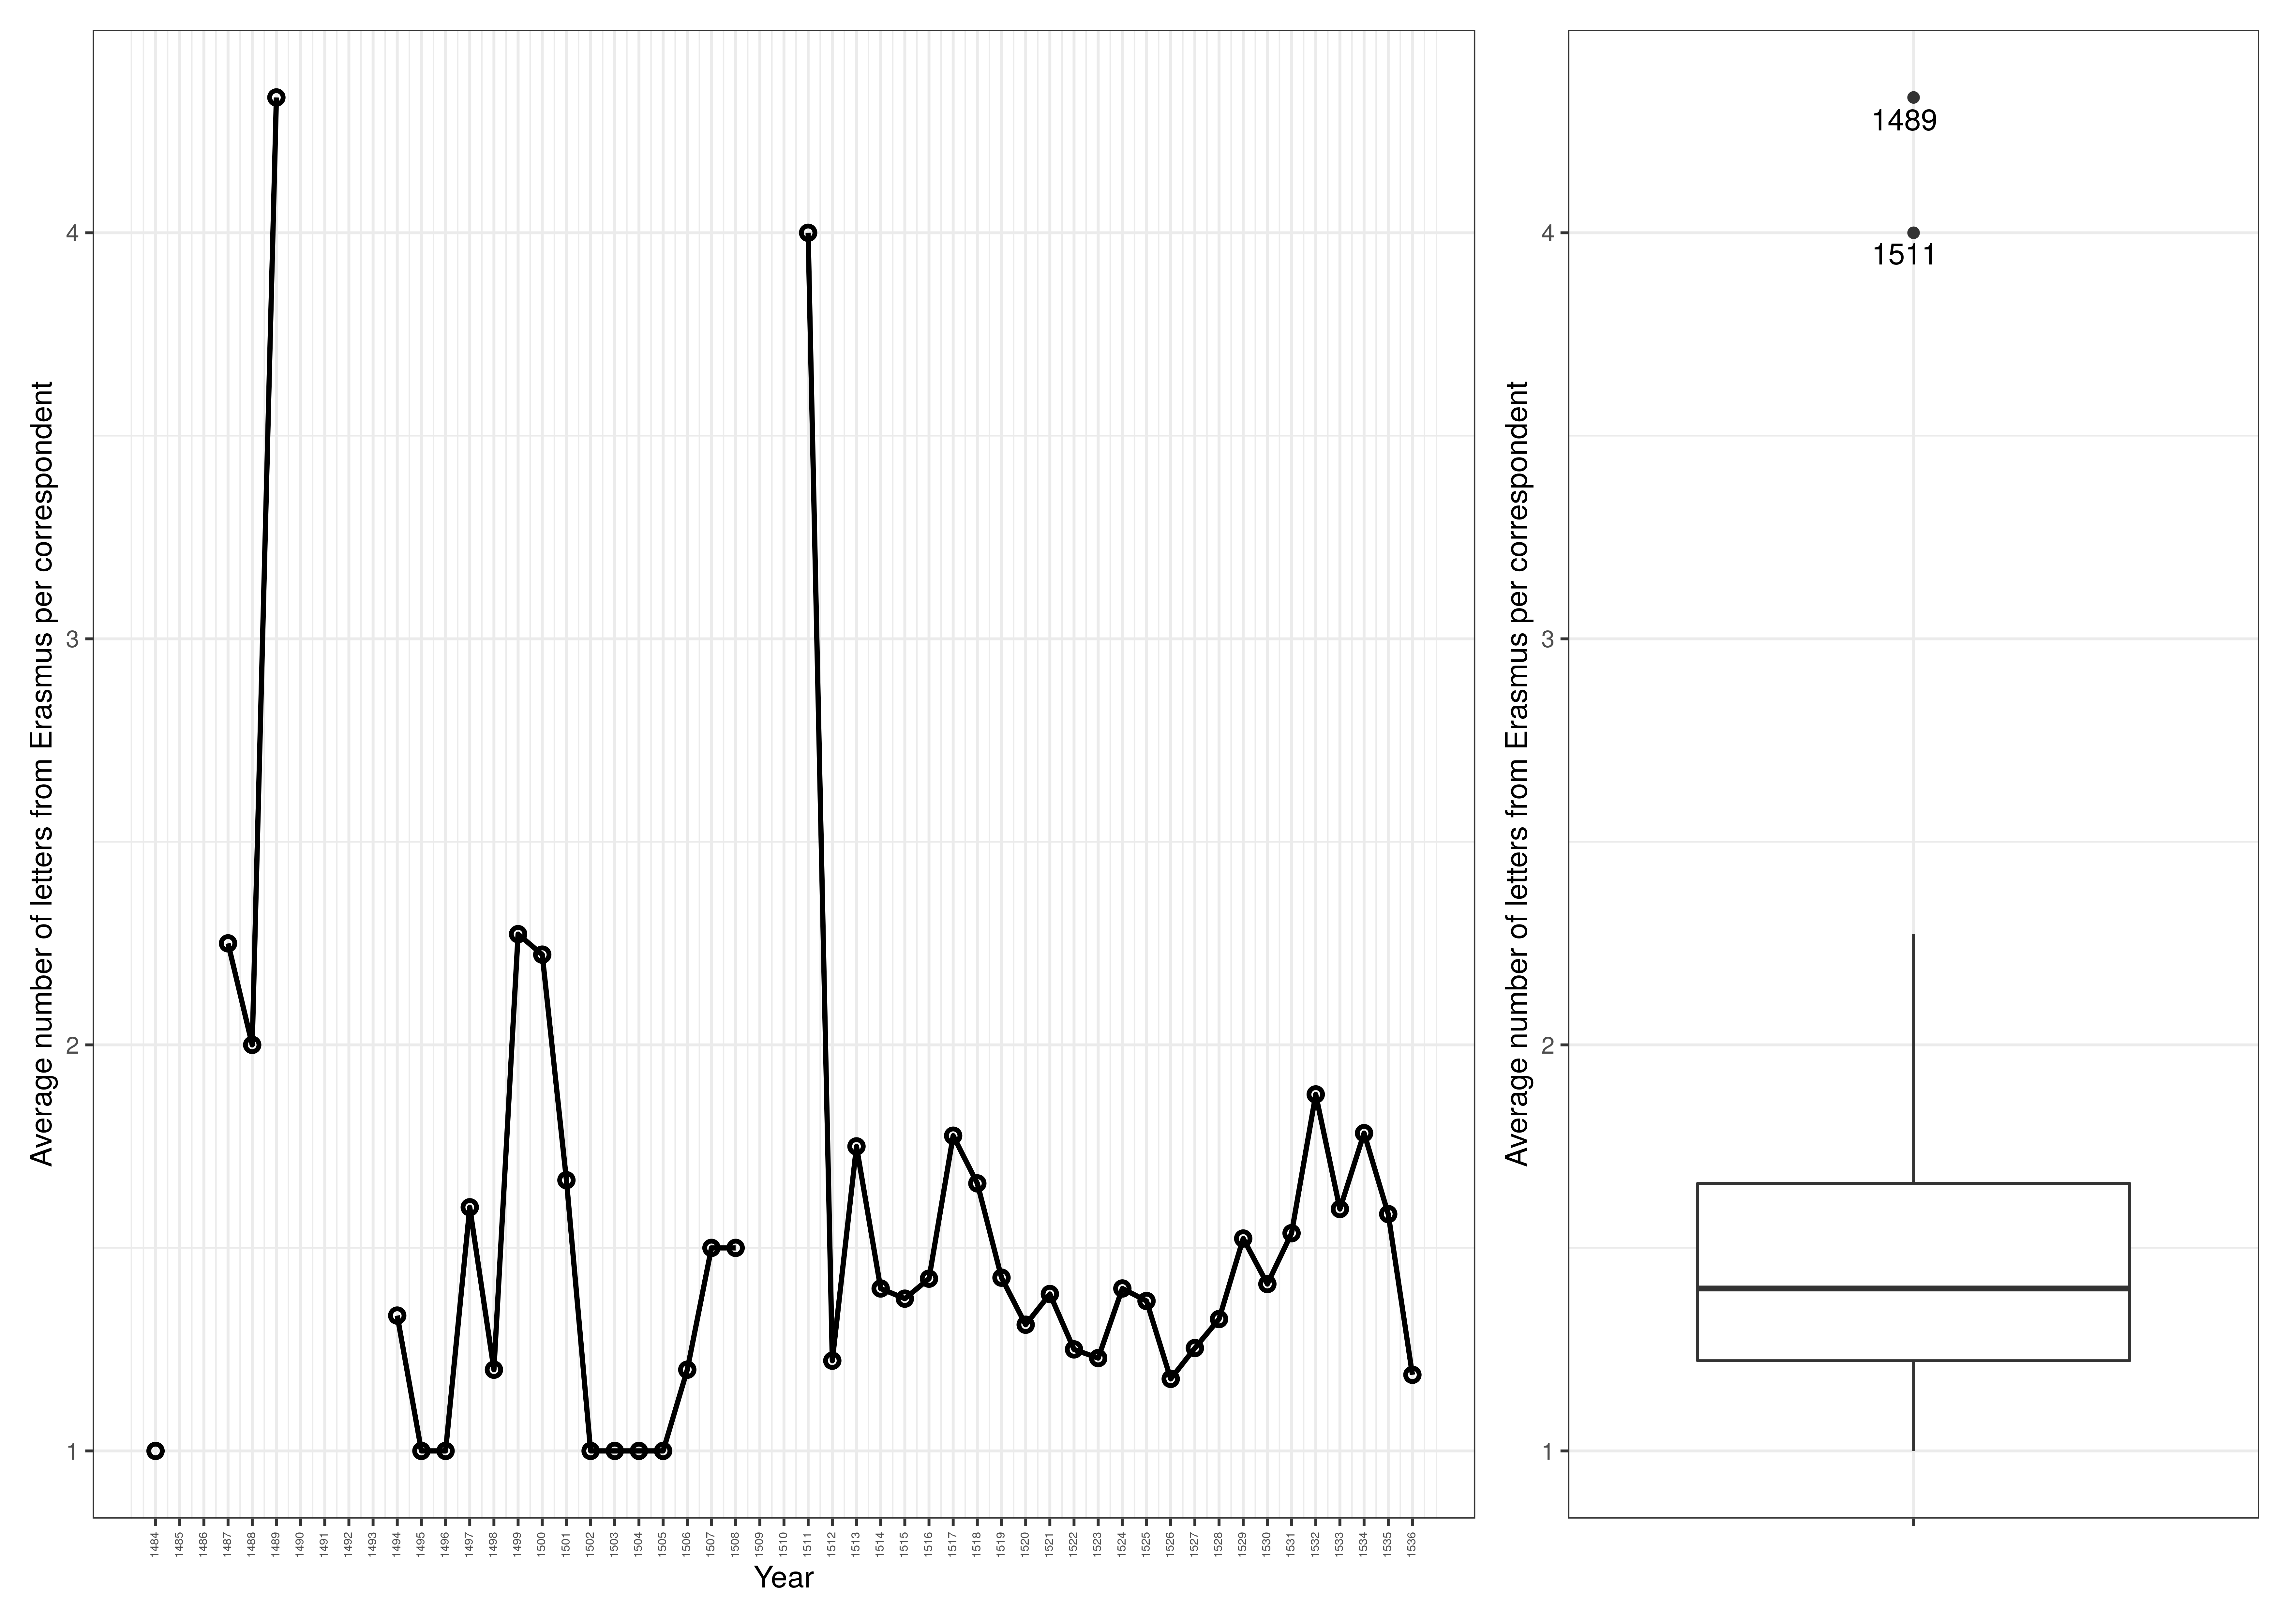 Average number of letters from Erasmus per correspondent
4
3
2
1
1484 1485 1486 1487 1488 1489 1490 1491 1492 1493 1494 1495 1496 1497 1498 1499 1500 1501 1502 1503 1504 1505 1506 1507 1508 1509 1510 1511 1512 1513 1514 1515 1516 1517 1518 1519 1520 1521 1522 1523 1524 1525 1526 1527 1528 1529 1530 1531 1532 1533 1534 1535 1536
Year
Average number of letters from Erasmus per correspondent
4
3
2
1
1489
1511